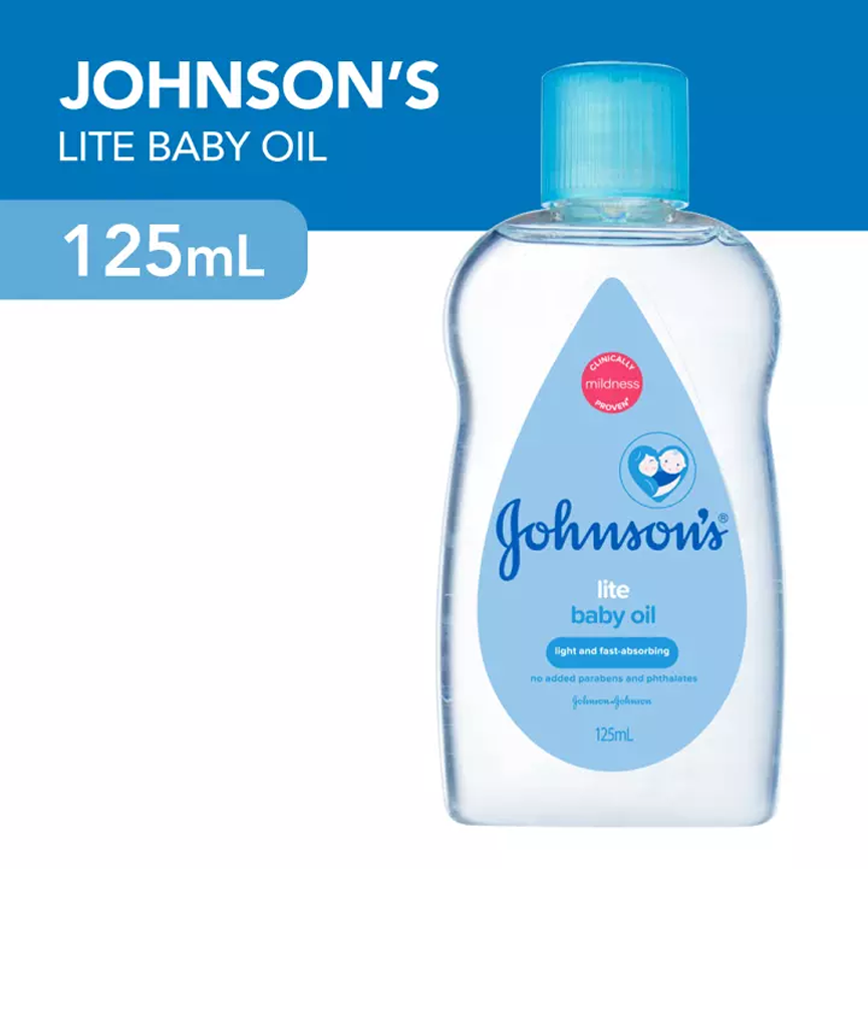 JOHNSON'S
LITE BABY OIL
125mL
CLINICALLY
mildness
PROVEN*
Johnson's®
lite
baby oil
light and fast-absorbing
no added parabens and phthalates
Johnson & Johnson
125mL